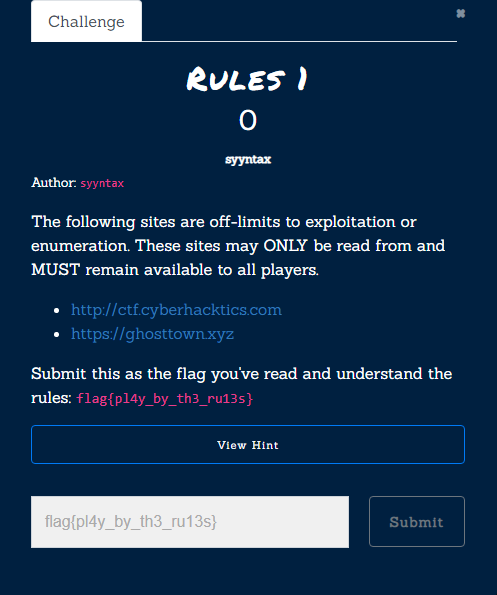 Challenge
✖
Rules 1
0
syyntax
Author: syyntax
The following sites are off-limits to exploitation or
enumeration. These sites may ONLY be read from and
MUST remain available to all players.
• http://ctf.cyberhacktics.com
• https://ghosttown.xyz
Submit this as the flag you've read and understand the
rules: flag{pl4y_by_th3_ru13s}
View Hint
flag{pl4y_by_th3_ru13s}
Submit